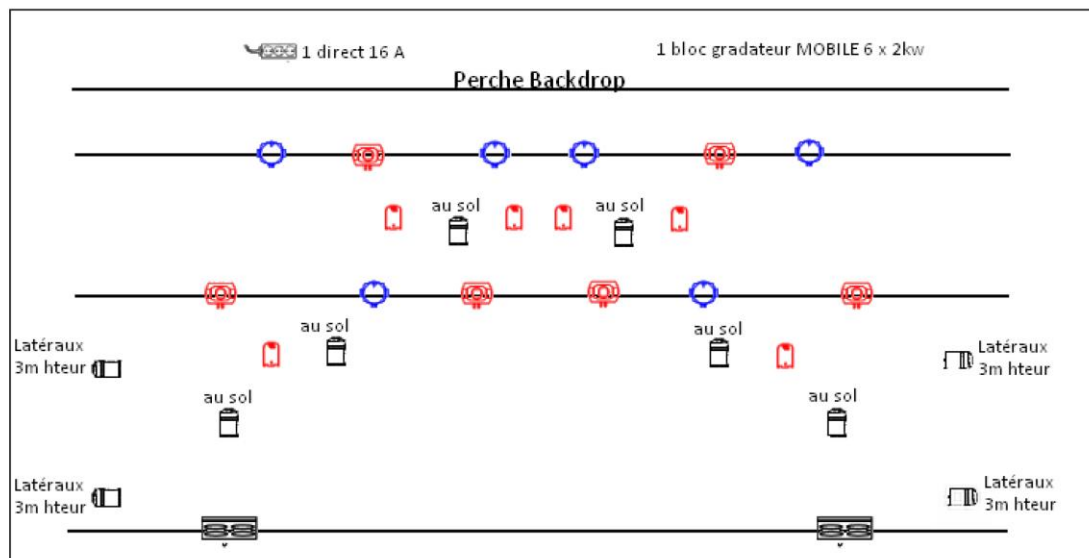 1 direct 16 A
1 bloc gradateur MOBILE 6 x 2kw
Perche Backdrop
au sol
au sol
au sol
au sol
Latéraux
3m hteur
Latéraux
3m hteur
au sol
au sol
Latéraux
3m hteur
Latéraux
3m hteur